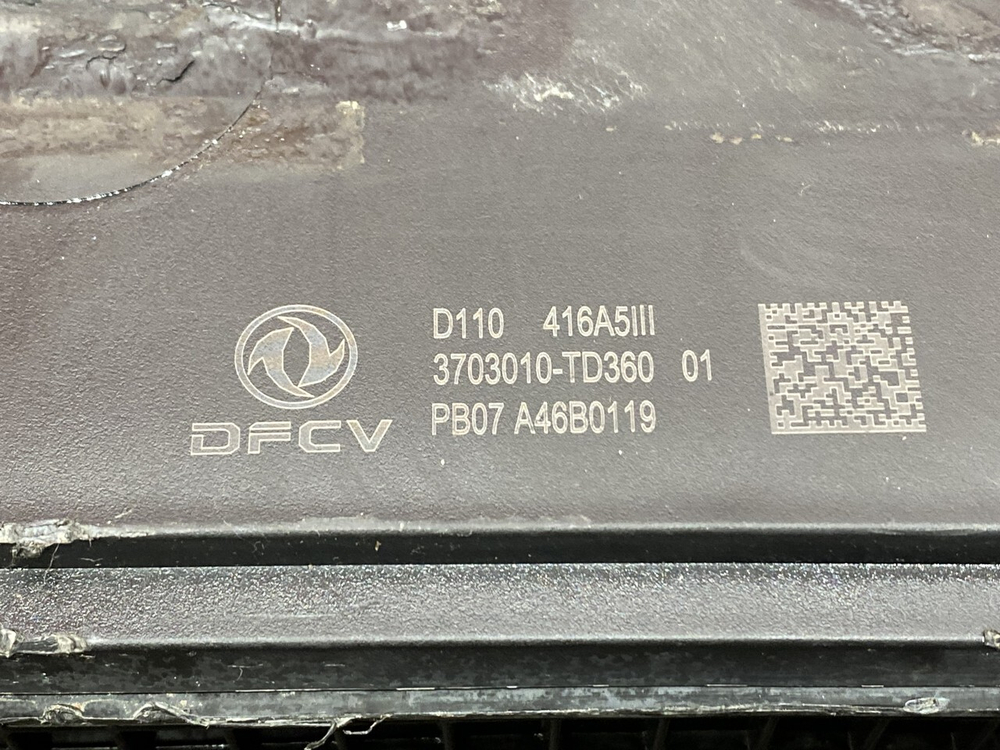 D110 416A5III
3703010-TD360 01
PB07 A46B0119
DFCV